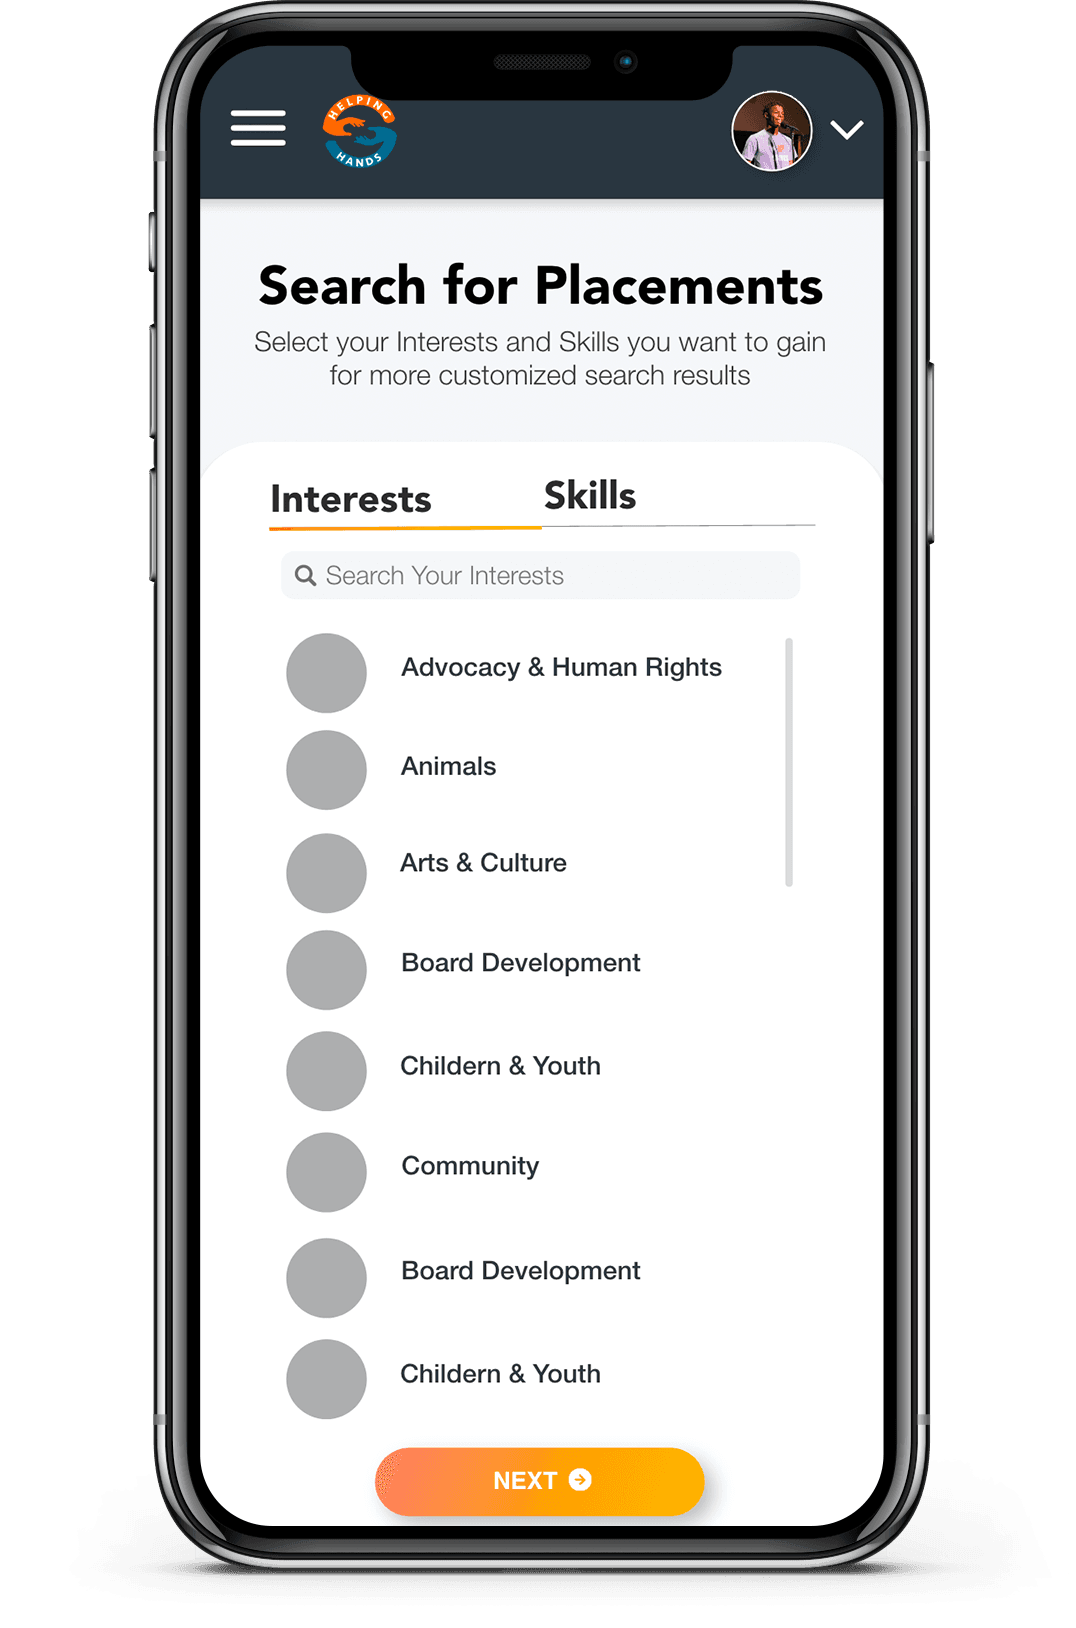 HELPING
HANDS
Search for Placements
Select your Interests and Skills you want to gain
for more customized search results
Interests
Skills
Search Your Interests
Advocacy & Human Rights
Animals
Arts & Culture
Board Development
Childern & Youth
Community
Board Development
Childern & Youth
NEXT